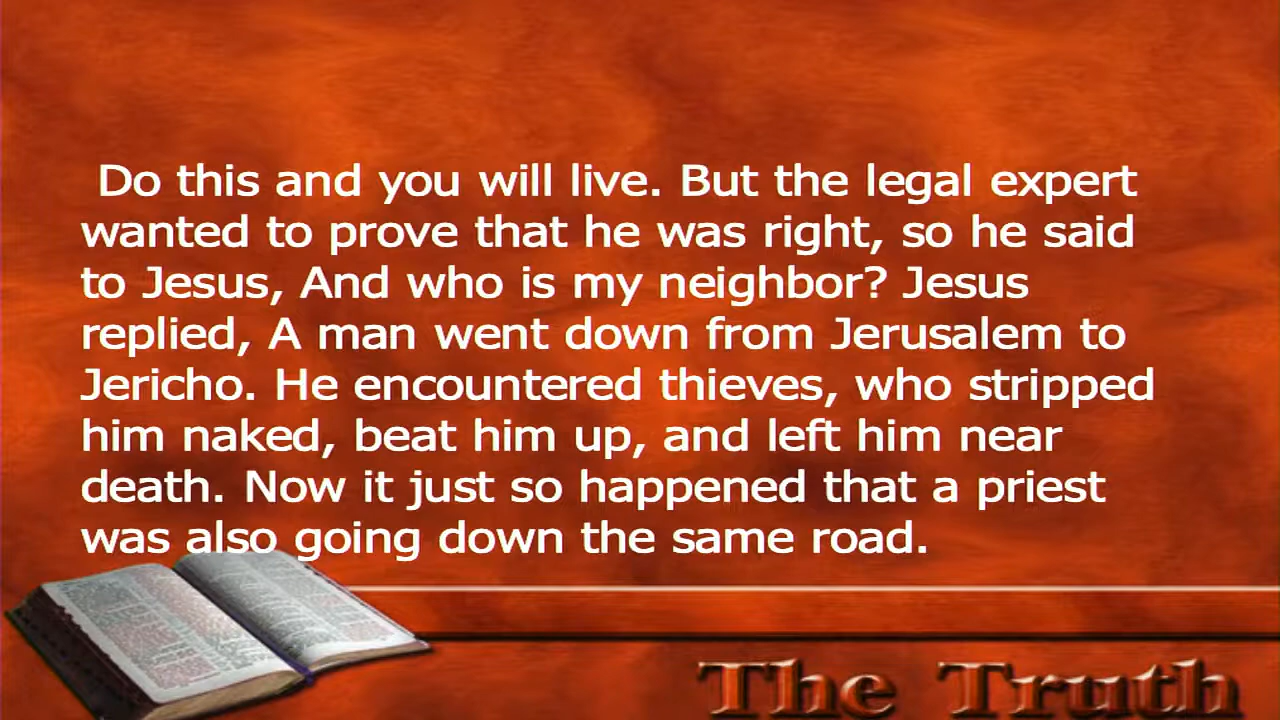 Do this and you will live. But the legal expert
wanted to prove that he was right, so he said
to Jesus, And who is my neighbor? Jesus
replied, A man went down from Jerusalem to
Jericho. He encountered thieves, who stripped
him naked, beat him up, and left him near
death. Now it just so happened that a priest
was also going down the same road.
The Truth